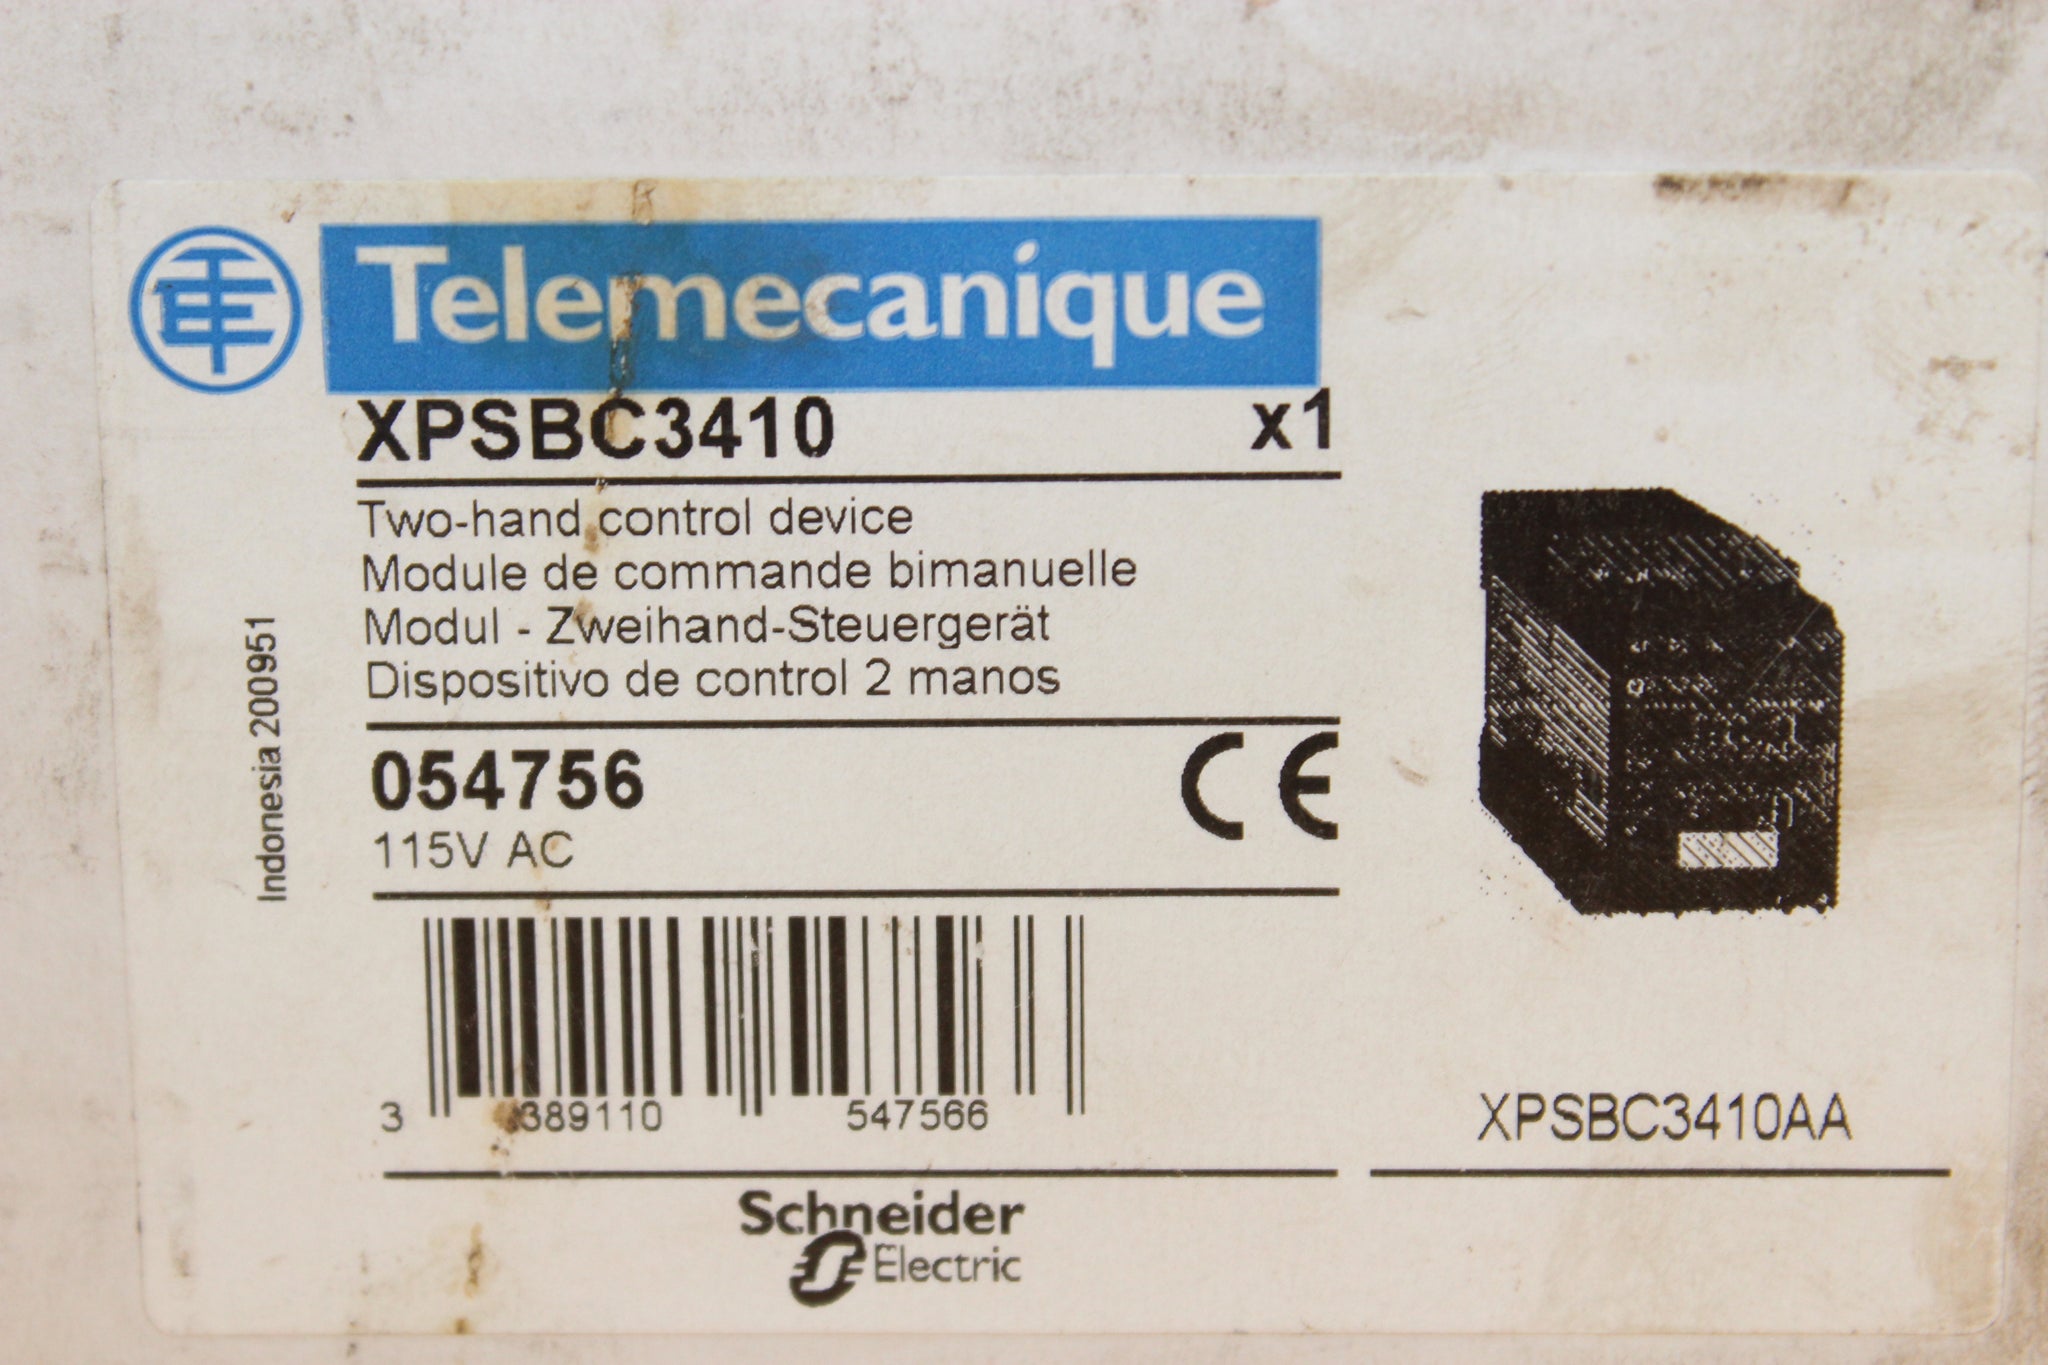 Telemecanique
XPSBC3410 x1
Two-hand control device
Module de commande bimanuelle
Modul - Zweihand-Steuergerät
Dispositivo de control 2 manos
054756 CE
115V AC
Indonesia 200951
3 389110 547566
XPSBC3410AA
Schneider
Electric